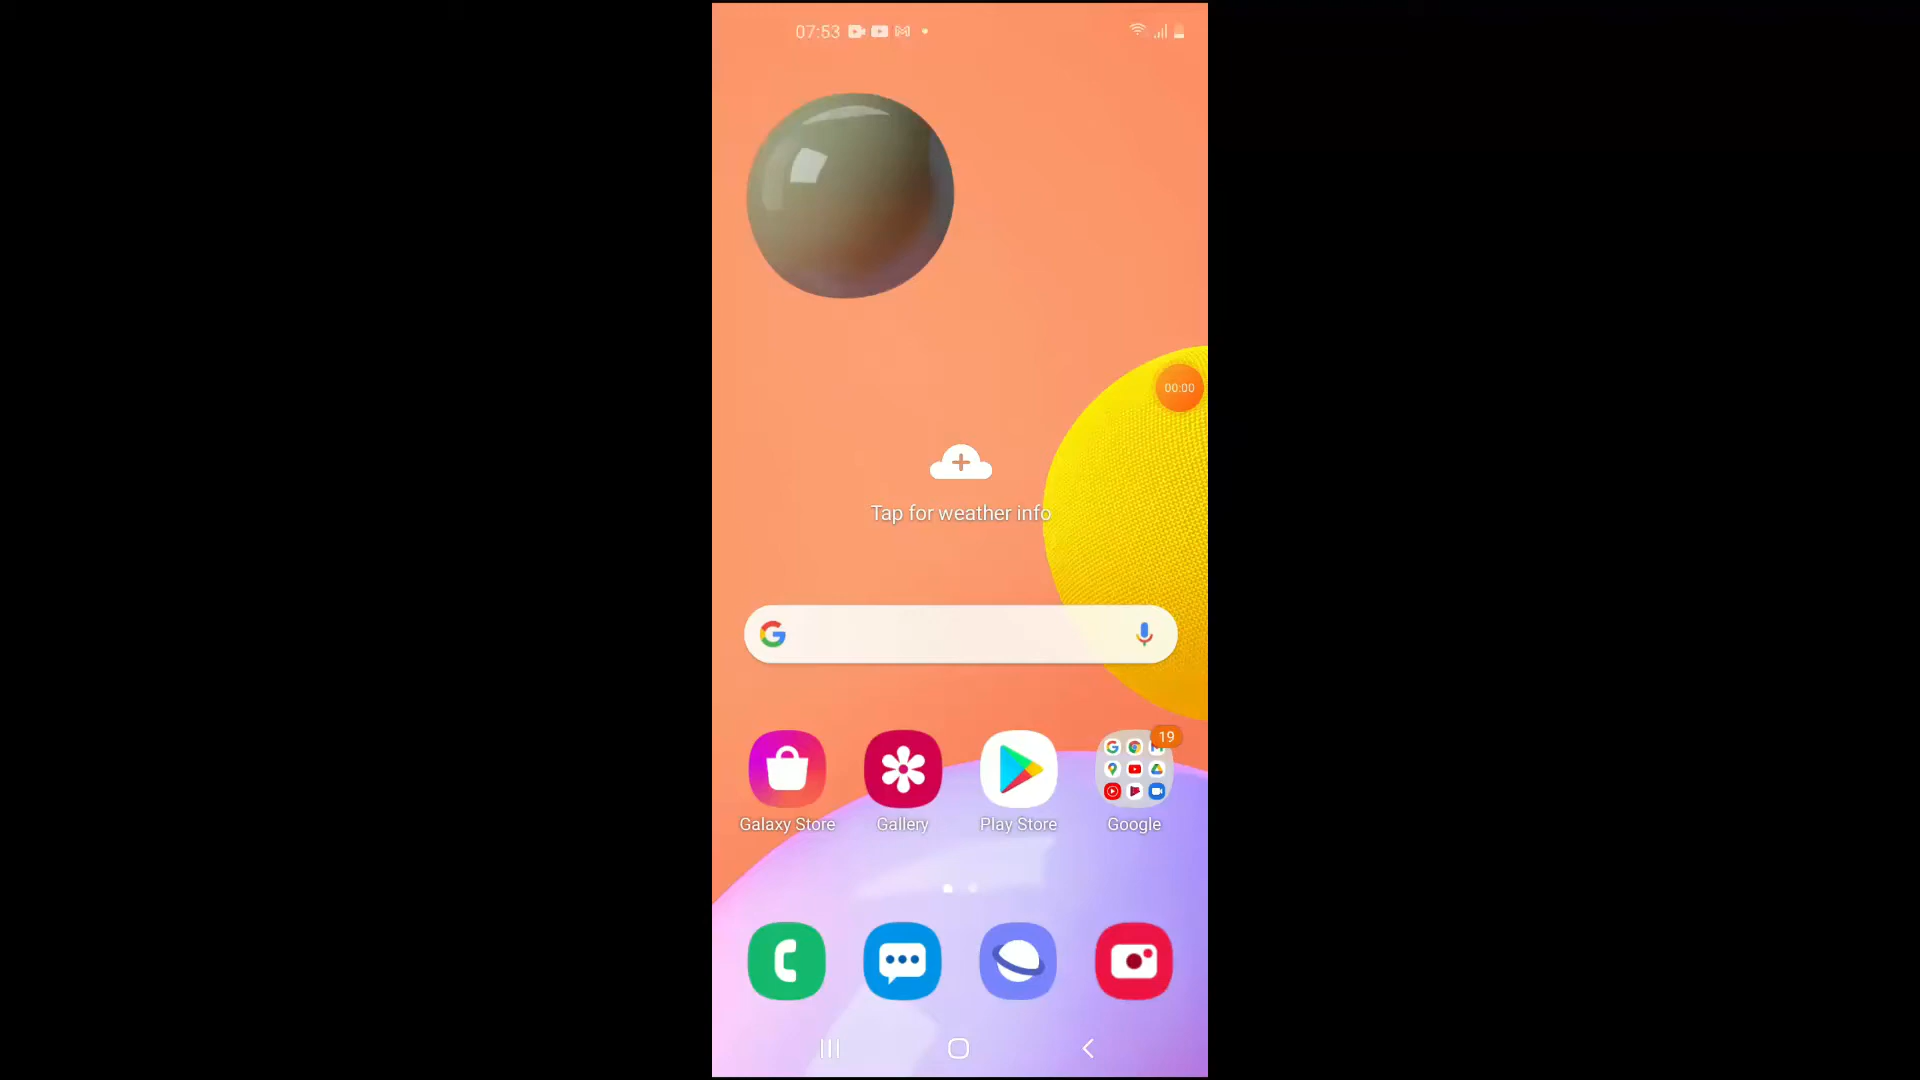 07:53
00:00
Tap for weather info
19
Galaxy Store
Gallery
Play Store
Google